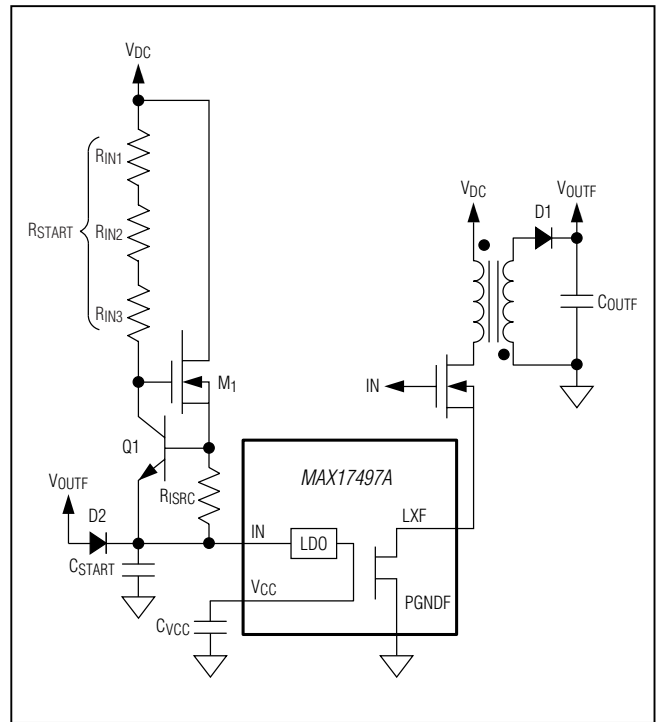 VDC
RIN1
RSTART
RIN2
RIN3
M1
Q1
VOUTF
D2
CSTART
RISRC
IN
MAX17497A
LDO
LXF
VCC
PGNDF
CVCC
VDC
D1
VOUTF
COUTF
IN